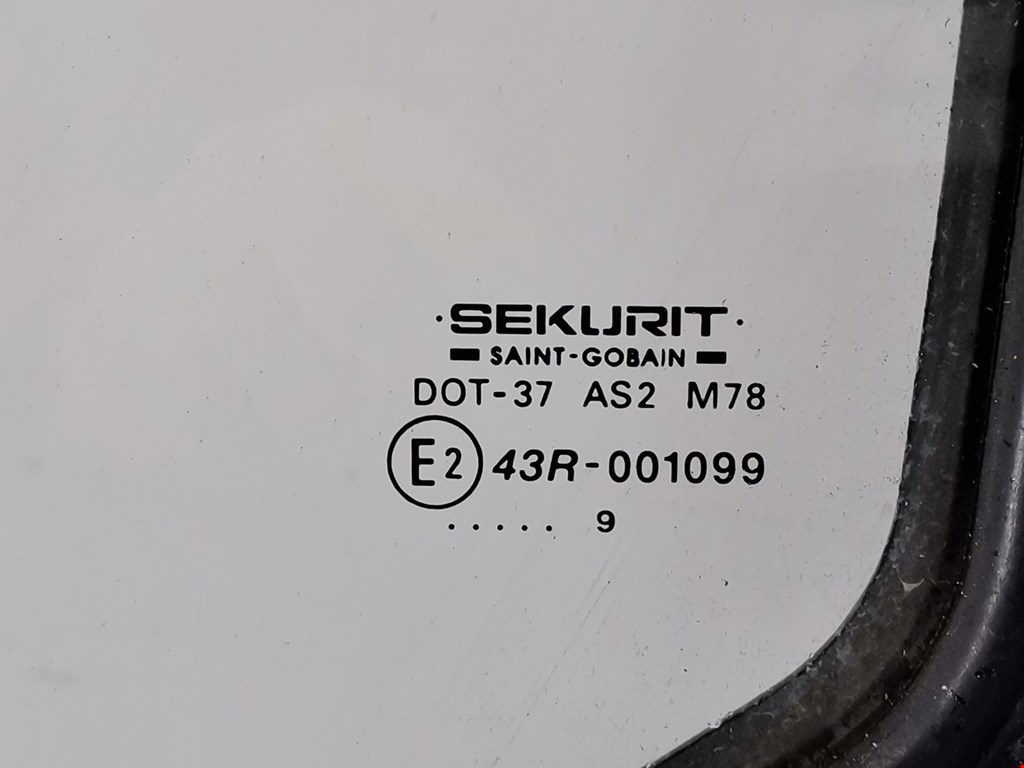 ·SEKURIT·
SAINT-GOBAIN
DOT-37 AS2 M78
E2 43R-001099
..... 9